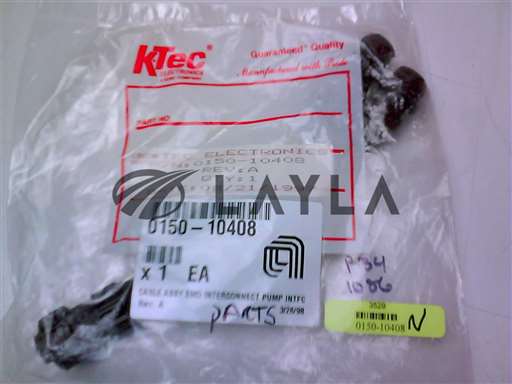 KTec
ELECTRONICS
Guaranteed Quality
Manufactured with Pride
PART NO.
ELECTRONICS
0150-10408
REV:A
QTY:1
LAYLA
0150-10408
x 1 EA
CABLE ASSY EMO INTERCONNECT PUMP INTFC
Rev. A
3/26/98
PARTS
P34
1086
3529
0150-10408
N